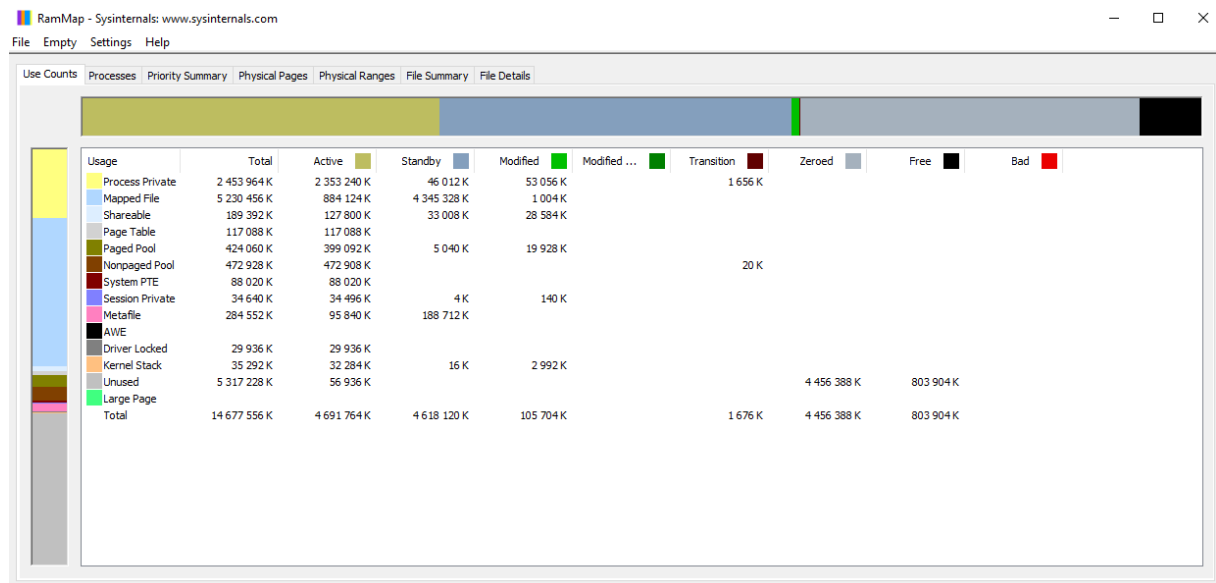 RamMap - Sysinternals: www.sysinternals.com
File Empty Settings Help
Use Counts Processes Priority Summary Physical Pages Physical Ranges File Summary File Details
Usage Total Active Standby Modified Modified ... Transition Zeroed Free Bad
Process Private 2 453 964 K 2 353 240 K 46 012 K 53 056 K 1 656 K
Mapped File 5 230 456 K 884 124 K 4 345 328 K 1 004 K
Shareable 189 392 K 127 800 K 33 008 K 28 584 K
Page Table 117 088 K 117 088 K
Paged Pool 424 060 K 399 092 K 5 040 K 19 928 K
Nonpaged Pool 472 928 K 472 908 K 20 K
System PTE 88 020 K 88 020 K
Session Private 34 640 K 34 496 K 4 K 140 K
Metafile 284 552 K 95 840 K 188 712 K
AWE
Driver Locked 29 936 K 29 936 K
Kernel Stack 35 292 K 32 284 K 16 K 2 992 K
Unused 5 317 228 K 56 936 K 4 456 388 K 803 904 K
Large Page
Total 14 677 556 K 4 691 764 K 4 618 120 K 105 704 K 1 676 K 4 456 388 K 803 904 K